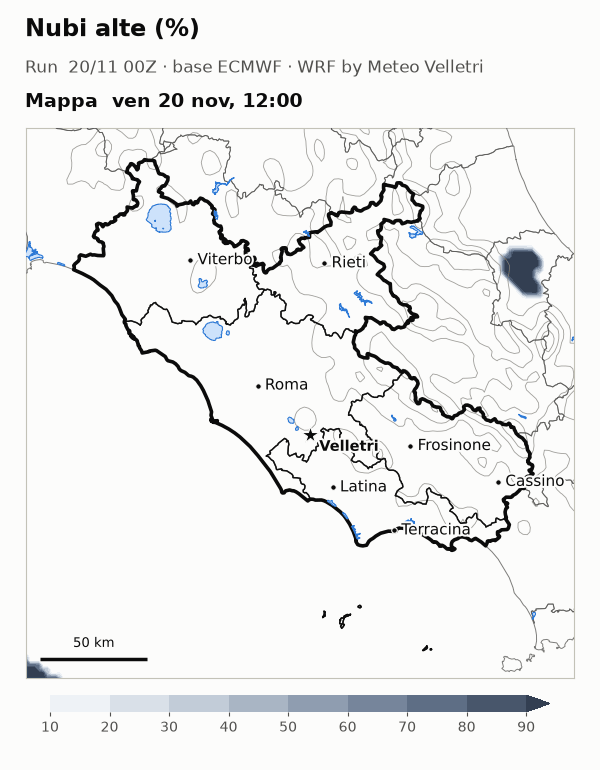 Nubi alte (%)
Run  20/11 00Z · base ECMWF · WRF by Meteo Velletri
Mappa  ven 20 nov, 12:00
Viterbo
Rieti
Roma
Velletri
Frosinone
Cassino
Latina
Terracina
50 km
10 20 30 40 50 60 70 80 90